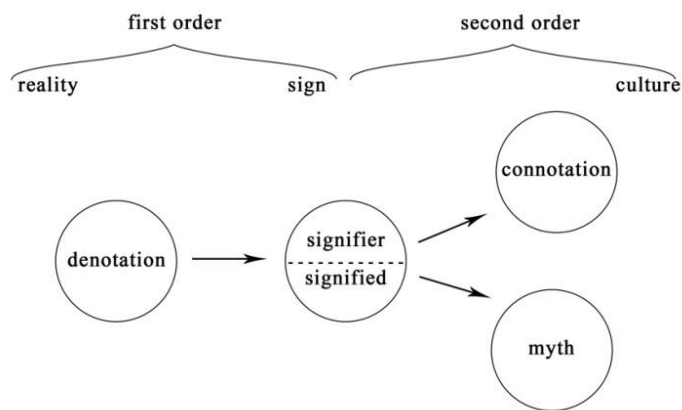 first order
second order
reality
sign
culture
connotation
denotation
signifier
signified
myth